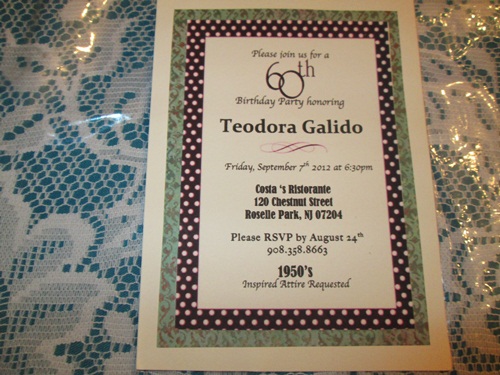 Please join us for a
60th
Birthday Party honoring
Teodora Galido
Friday, September 7th 2012 at 6:30pm
Costa 's Ristorante
120 Chestnut Street
Roselle Park, NJ 07204
Please RSVP by August 24th
908.358.8663
1950's
Inspired Attire Requested